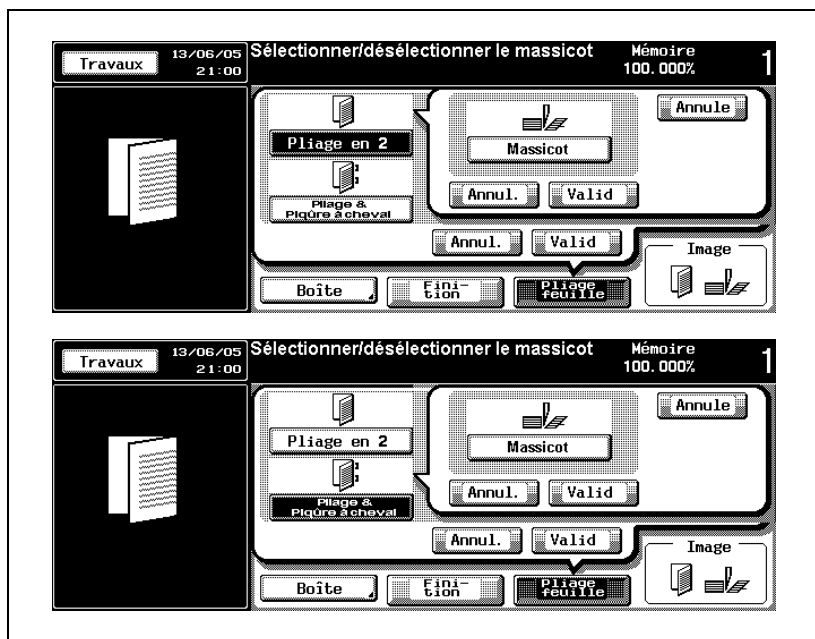 Travaux
13/06/05
21:00
Sélectionner/désélectionner le massicot
Mémoire
100.000%
1
Pliage en 2
Pliage &
Piqûre à cheval
Massicot
Annule
Annul.
Valid
Annul.
Valid
Image
Boîte
Fini-
tion
Pliage
feuille
Travaux
13/06/05
21:00
Sélectionner/désélectionner le massicot
Mémoire
100.000%
1
Pliage en 2
Pliage &
Piqûre à cheval
Massicot
Annule
Annul.
Valid
Annul.
Valid
Image
Boîte
Fini-
tion
Pliage
feuille